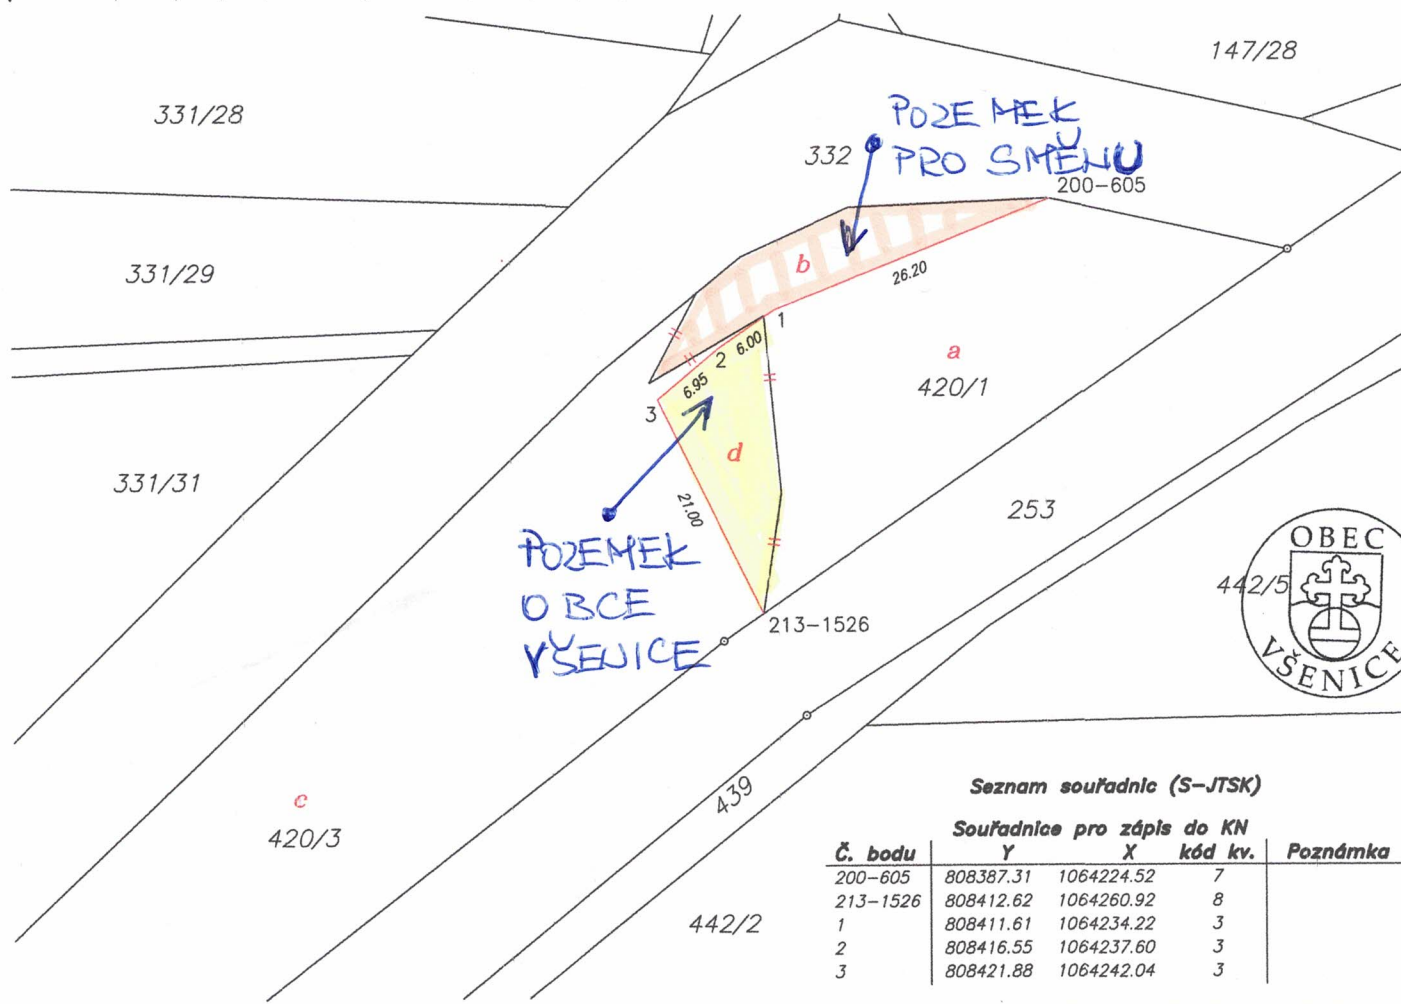 147/28
331/28
POZEMEK
PRO SMĚNU
332
200-605
331/29
b
26.20
1
6.00
2
a
6.95
420/1
3
d
331/31
21.00
253
POZEMEK
OBCE
VŠENICE
OBEC
442/5
VŠENICE
213-1526
c
439
420/3
442/2
Seznam souřadnic (S-JTSK)
Souřadnice pro zápis do KN
Č. bodu Y X kód kv. Poznámka
200-605 808387.31 1064224.52 7
213-1526 808412.62 1064260.92 8
1 808411.61 1064234.22 3
2 808416.55 1064237.60 3
3 808421.88 1064242.04 3